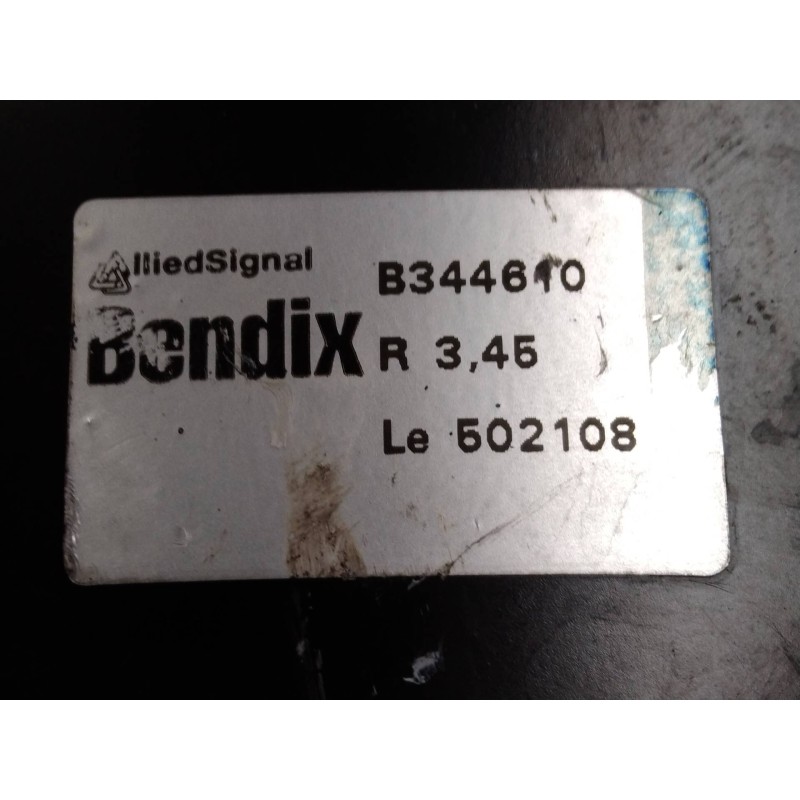 AlliedSignal
Bendix
B344610
R 3,45
Le 502108